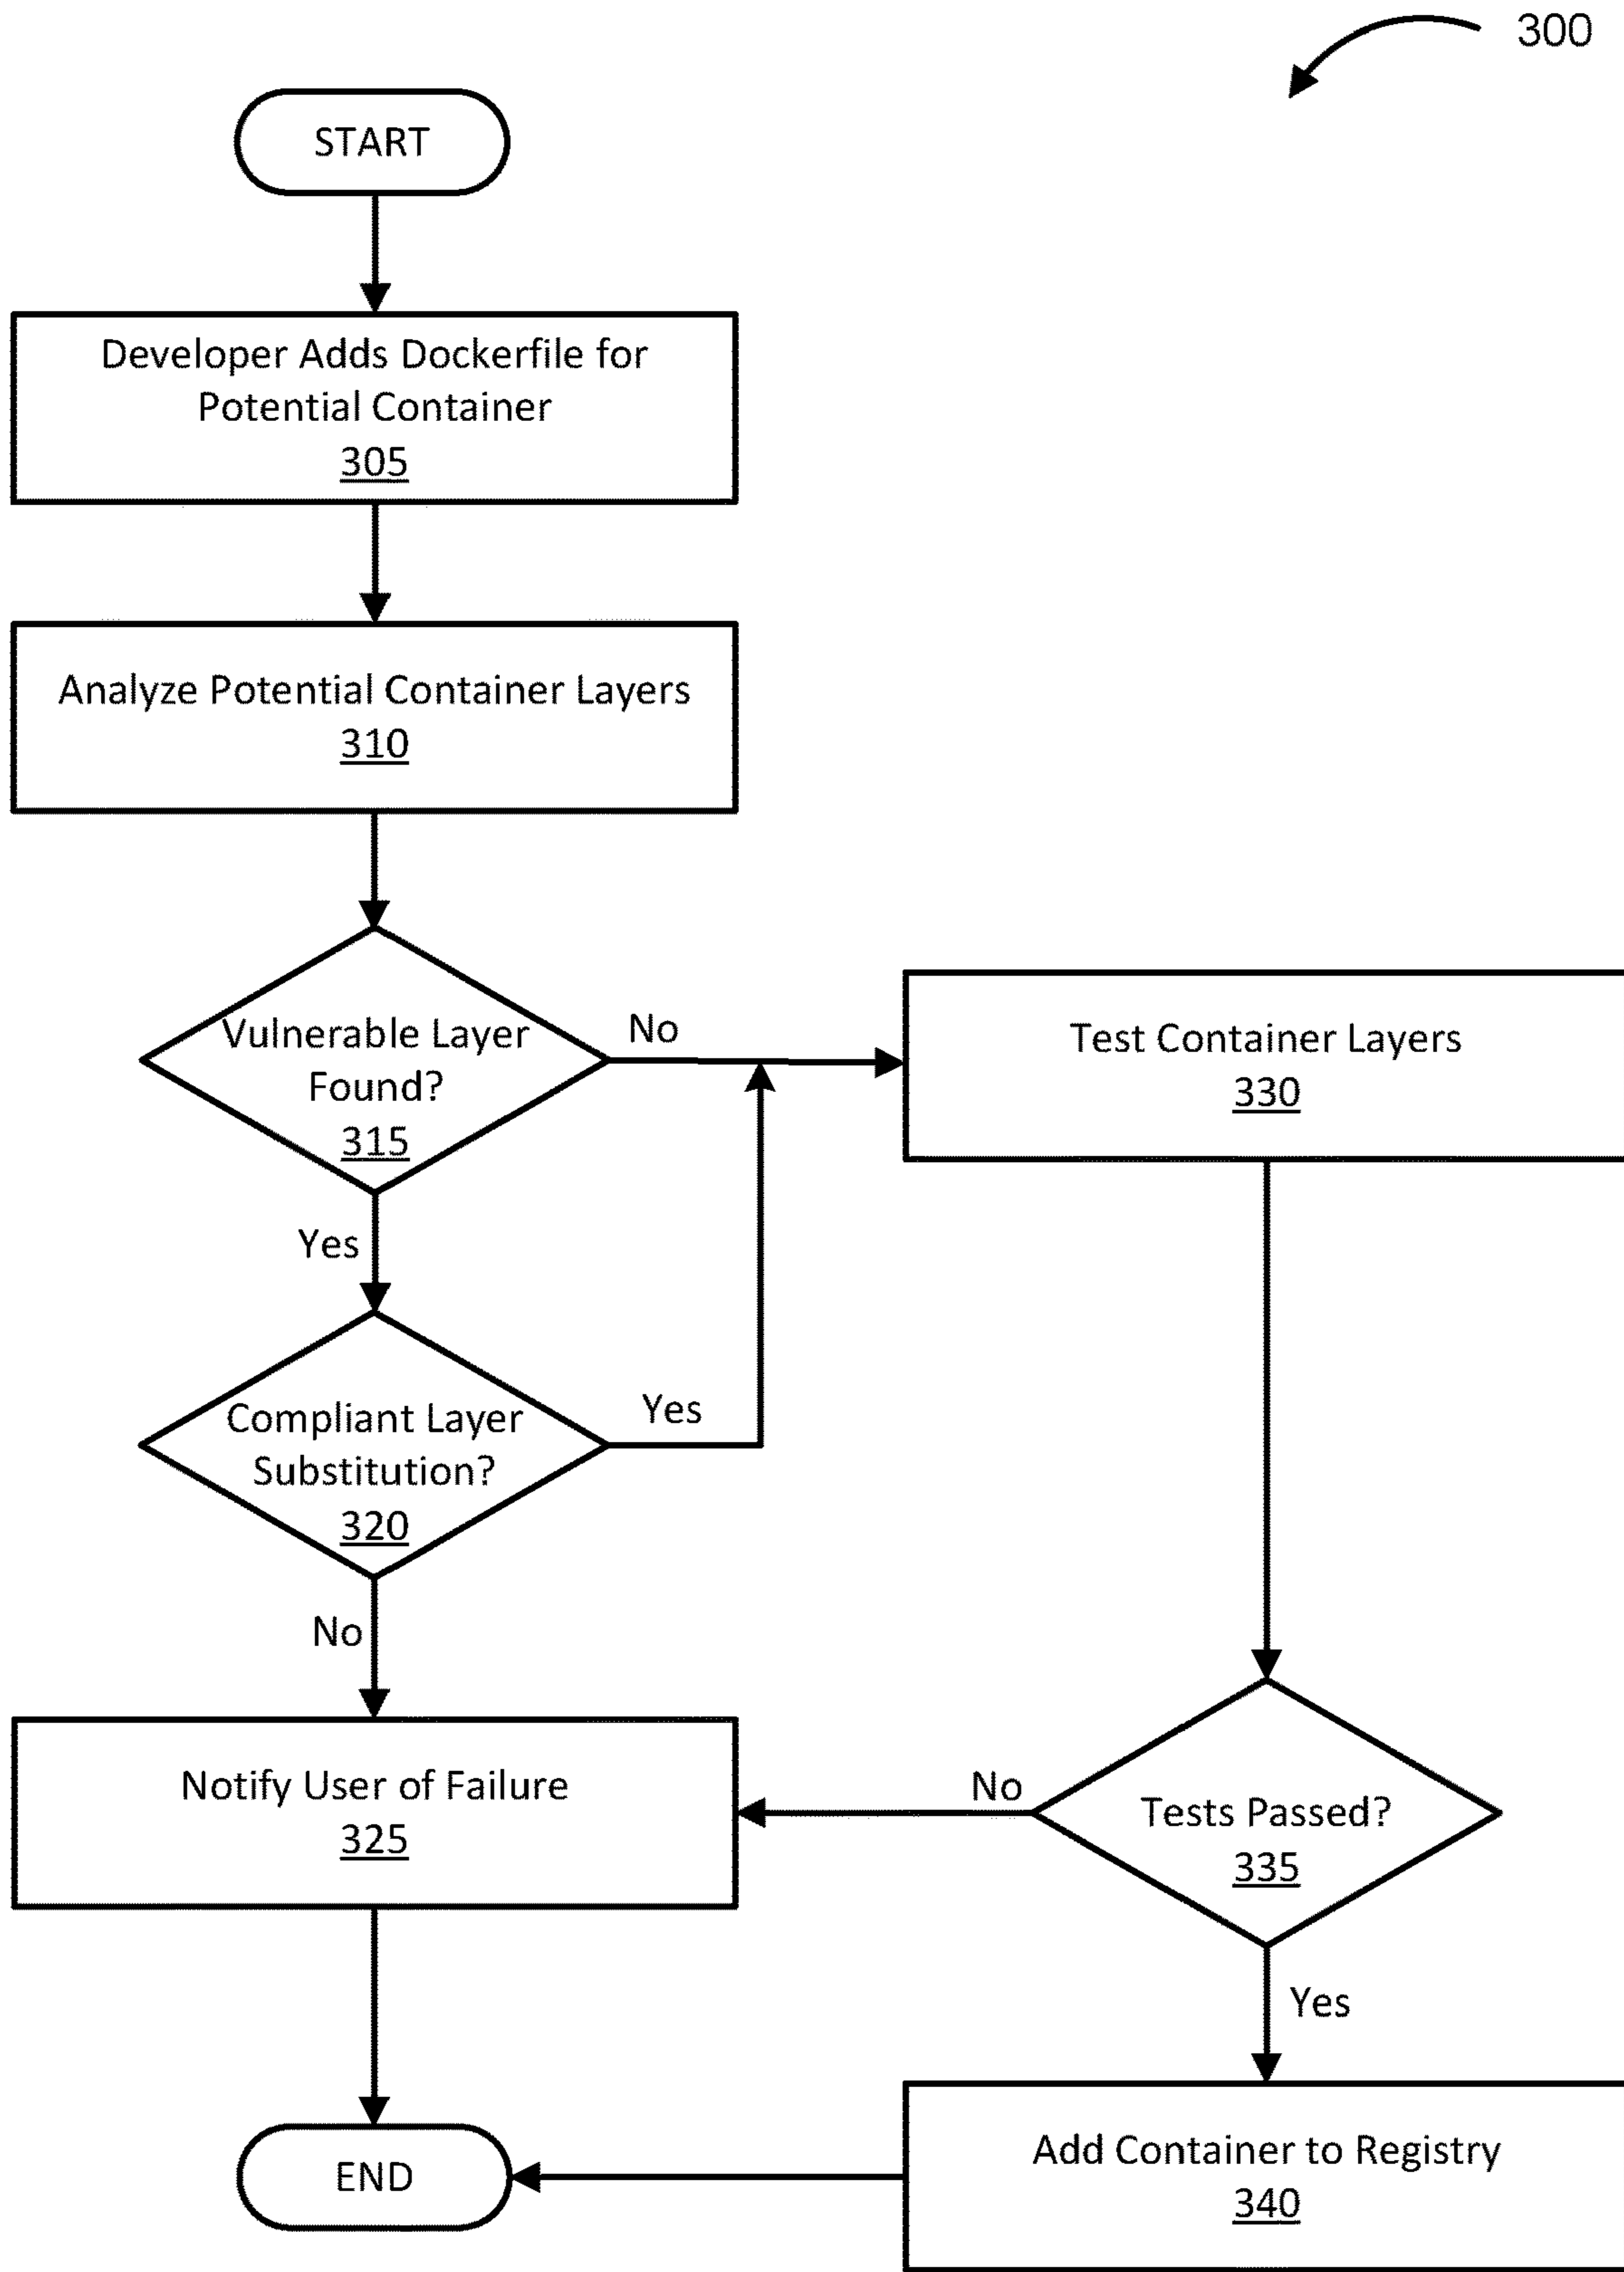 300
START
Developer Adds Dockerfile for
Potential Container
305
Analyze Potential Container Layers
310
Vulnerable Layer
Found?
315
No
Test Container Layers
330
Yes
Compliant Layer
Substitution?
320
Yes
No
Notify User of Failure
325
No
Tests Passed?
335
Yes
END
Add Container to Registry
340